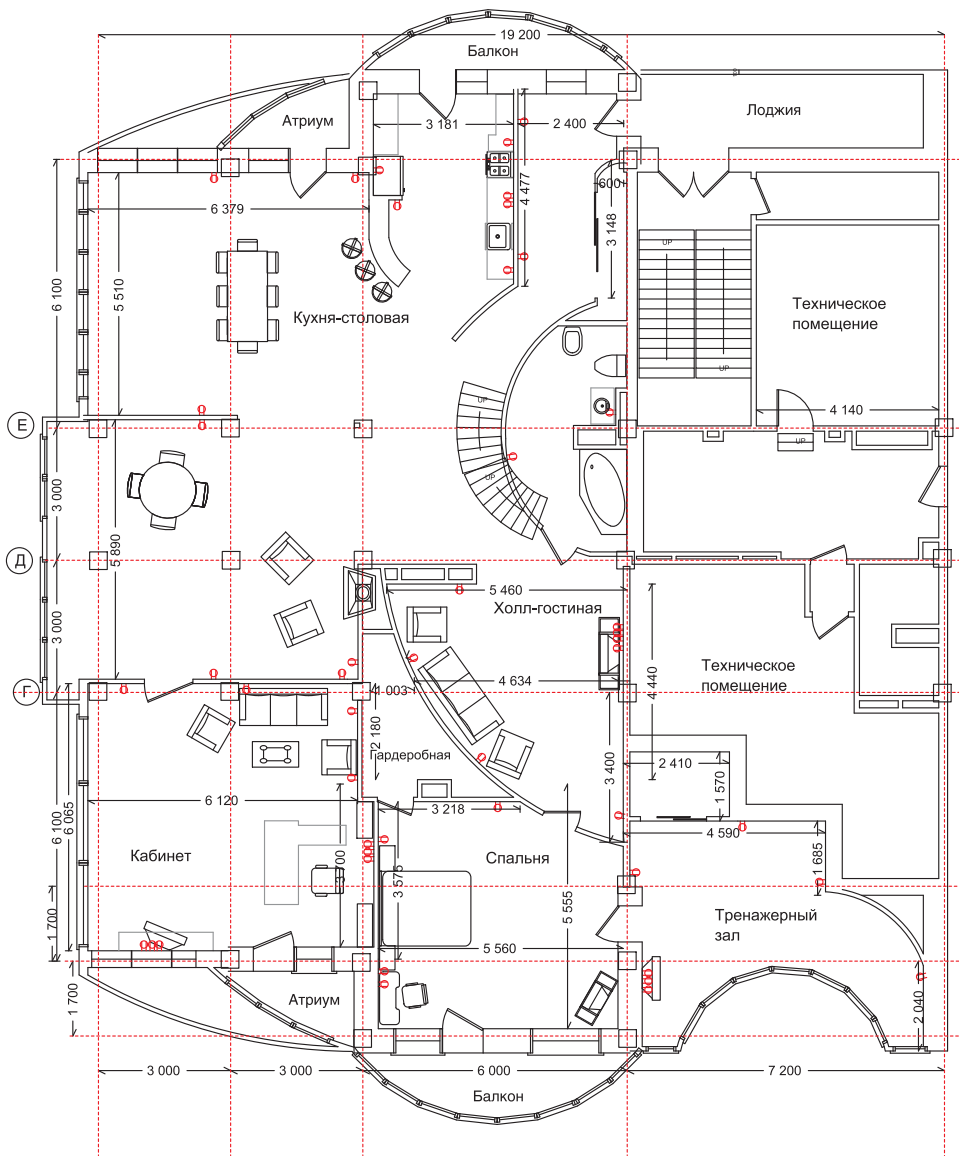 19 200
Балкон
Атриум
Лоджия
3 181
2 400
600
4 477
3 148
6 379
UP
6 100
5 510
Кухня-столовая
Техническое
помещение
UP
UP
4 140
Е
UP
UP
3 000
5 890
Д
5 460
Холл-гостиная
3 000
Техническое
помещение
4 634
4 440
Г
1 003
2 180
Гардеробная
3 400
2 410
1 570
6 120
3 218
4 590
6 100
6 065
Кабинет
3 700
3 575
Спальня
5 555
1 685
1 700
Тренажерный
зал
5 560
1 700
Атриум
2 040
3 000
3 000
6 000
7 200
Балкон